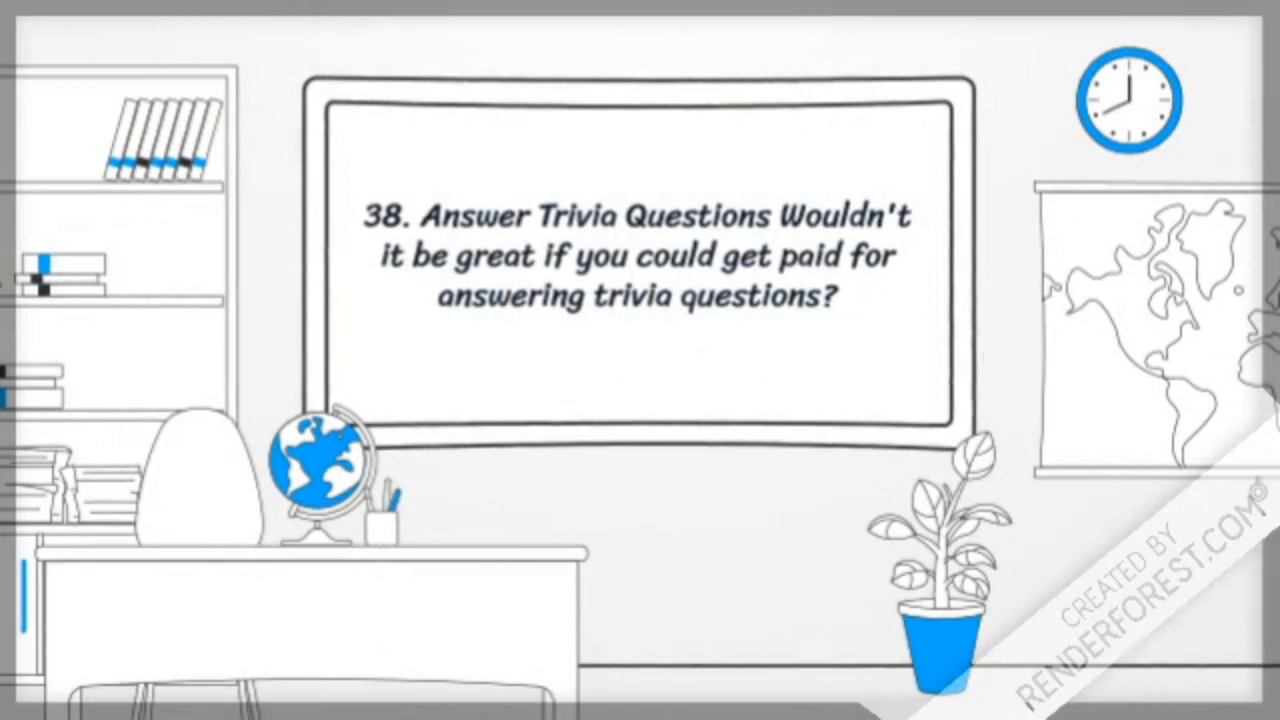 38. Answer Trivia Questions Wouldn't
it be great if you could get paid for
answering trivia questions?
CREATED BY
RENDERFOREST.COM